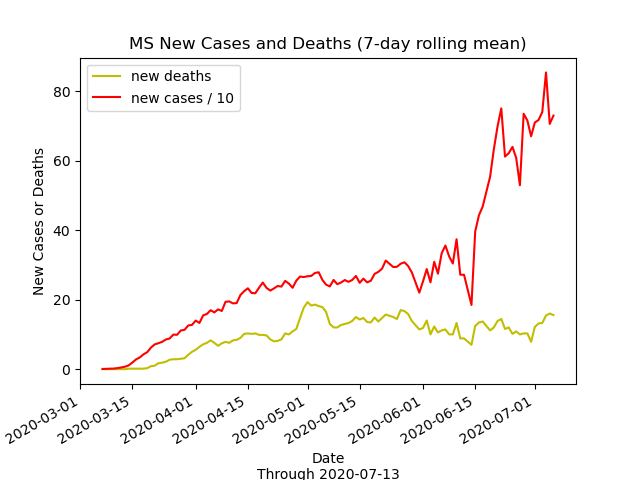 MS New Cases and Deaths (7-day rolling mean)
new deaths
new cases / 10
New Cases or Deaths
80
60
40
20
0
2020-03-01
2020-03-15
2020-04-01
2020-04-15
2020-05-01
2020-05-15
2020-06-01
2020-06-15
2020-07-01
Date
Through 2020-07-13